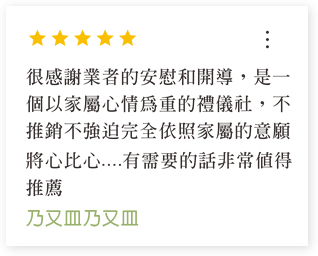 很感謝業者的安慰和開導，是一
個以家屬心情為重的禮儀社，不
推銷不強迫完全依照家屬的意願
將心比心....有需要的話非常值得
推薦
乃又皿乃又皿